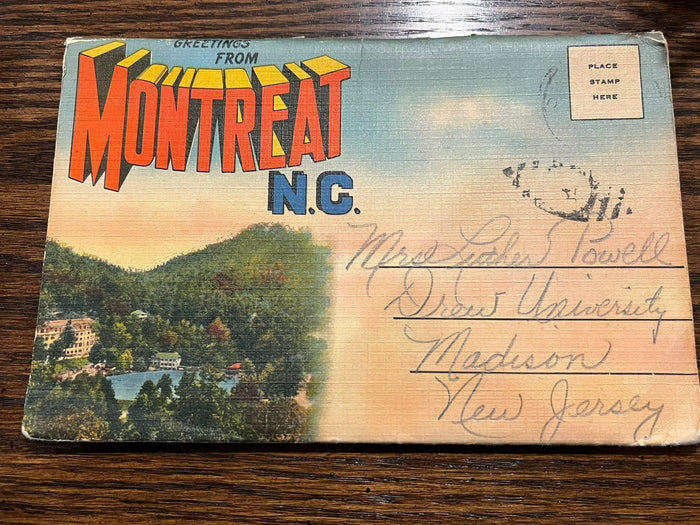 GREETINGS
FROM
MONTREAT
N.C.
PLACE
STAMP
HERE
Mrs Luther Powell
Drew University
Madison
New Jersey